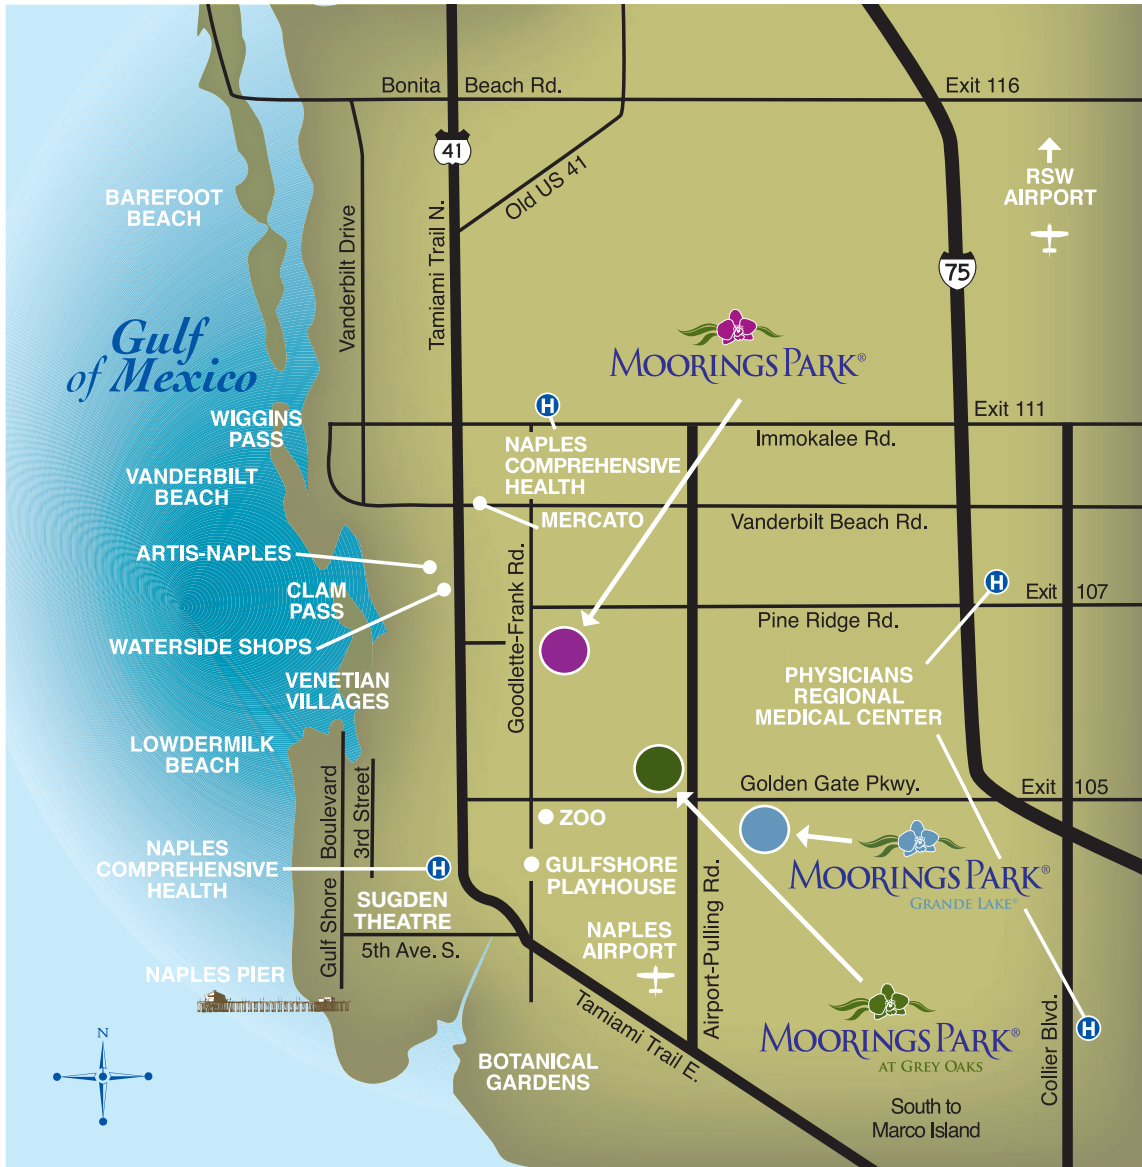 Bonita
Beach Rd.
Exit 116
41
Old US 41
RSW
AIRPORT
BAREFOOT
BEACH
Vanderbilt Drive
Tamiami Trail N.
75
Gulf
of Mexico
MOORINGS PARK®
WIGGINS
PASS
H
Exit 111
Immokalee Rd.
NAPLES
COMPREHENSIVE
HEALTH
VANDERBILT
BEACH
MERCATO
Vanderbilt Beach Rd.
ARTIS-NAPLES
Goodlette-Frank Rd.
CLAM
PASS
H
Exit 107
Pine Ridge Rd.
WATERSIDE SHOPS
VENETIAN
VILLAGES
PHYSICIANS
REGIONAL
MEDICAL CENTER
LOWDERMILK
BEACH
Gulf Shore Boulevard
3rd Street
Golden Gate Pkwy.
Exit 105
ZOO
NAPLES
COMPREHENSIVE
HEALTH
H
GULFSHORE
PLAYHOUSE
MOORINGS PARK®
GRANDE LAKE®
SUGDEN
THEATRE
Airport-Pulling Rd.
5th Ave. S.
NAPLES
AIRPORT
NAPLES PIER
Tamiami Trail E.
MOORINGS PARK®
AT GREY OAKS
Collier Blvd.
H
N
BOTANICAL
GARDENS
South to
Marco Island